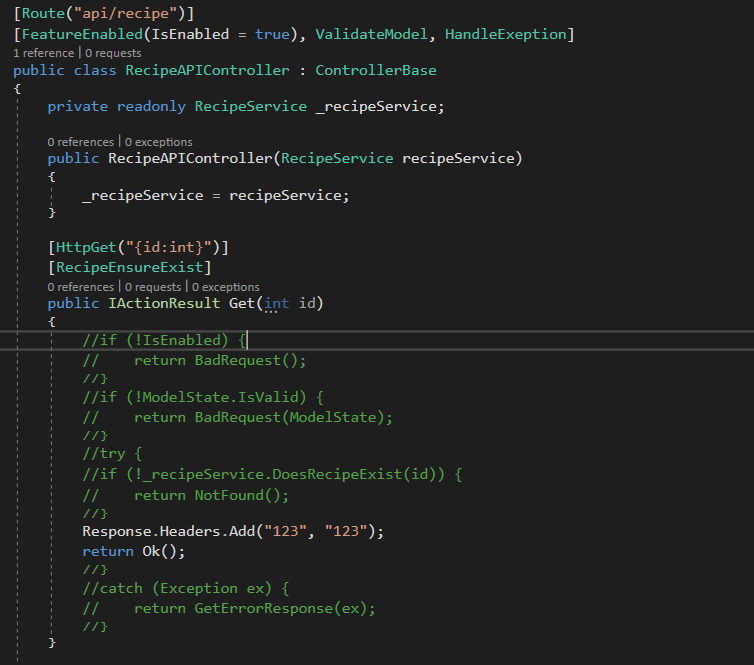 [Route("api/recipe")]
[FeatureEnabled(IsEnabled = true), ValidateModel, HandleExeption]
1 reference | 0 requests
public class RecipeAPIController : ControllerBase
{
private readonly RecipeService _recipeService;
0 references | 0 exceptions
public RecipeAPIController(RecipeService recipeService)
{
_recipeService = recipeService;
}
[HttpGet("{id:int}")]
[RecipeEnsureExist]
0 references | 0 requests | 0 exceptions
public IActionResult Get(int id)
{
//if (!IsEnabled) {
//    return BadRequest();
//}
//if (!ModelState.IsValid) {
//    return BadRequest(ModelState);
//}
//try {
//if (!_recipeService.DoesRecipeExist(id)) {
//    return NotFound();
//}
Response.Headers.Add("123", "123");
return Ok();
//}
//catch (Exception ex) {
//    return GetErrorResponse(ex);
//}
}